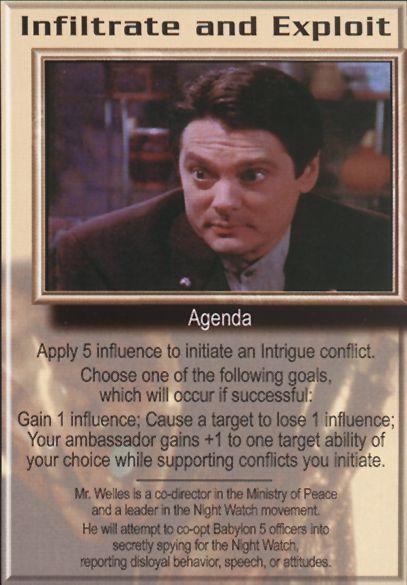 Infiltrate and Exploit
Agenda
Apply 5 influence to initiate an Intrigue conflict.
Choose one of the following goals,
which will occur if successful:
Gain 1 influence; Cause a target to lose 1 influence;
Your ambassador gains +1 to one target ability of
your choice while supporting conflicts you initiate.
Mr. Welles is a co-director in the Ministry of Peace
and a leader in the Night Watch movement.
He will attempt to co-opt Babylon 5 officers into
secretly spying for the Night Watch,
reporting disloyal behavior, speech, or attitudes.